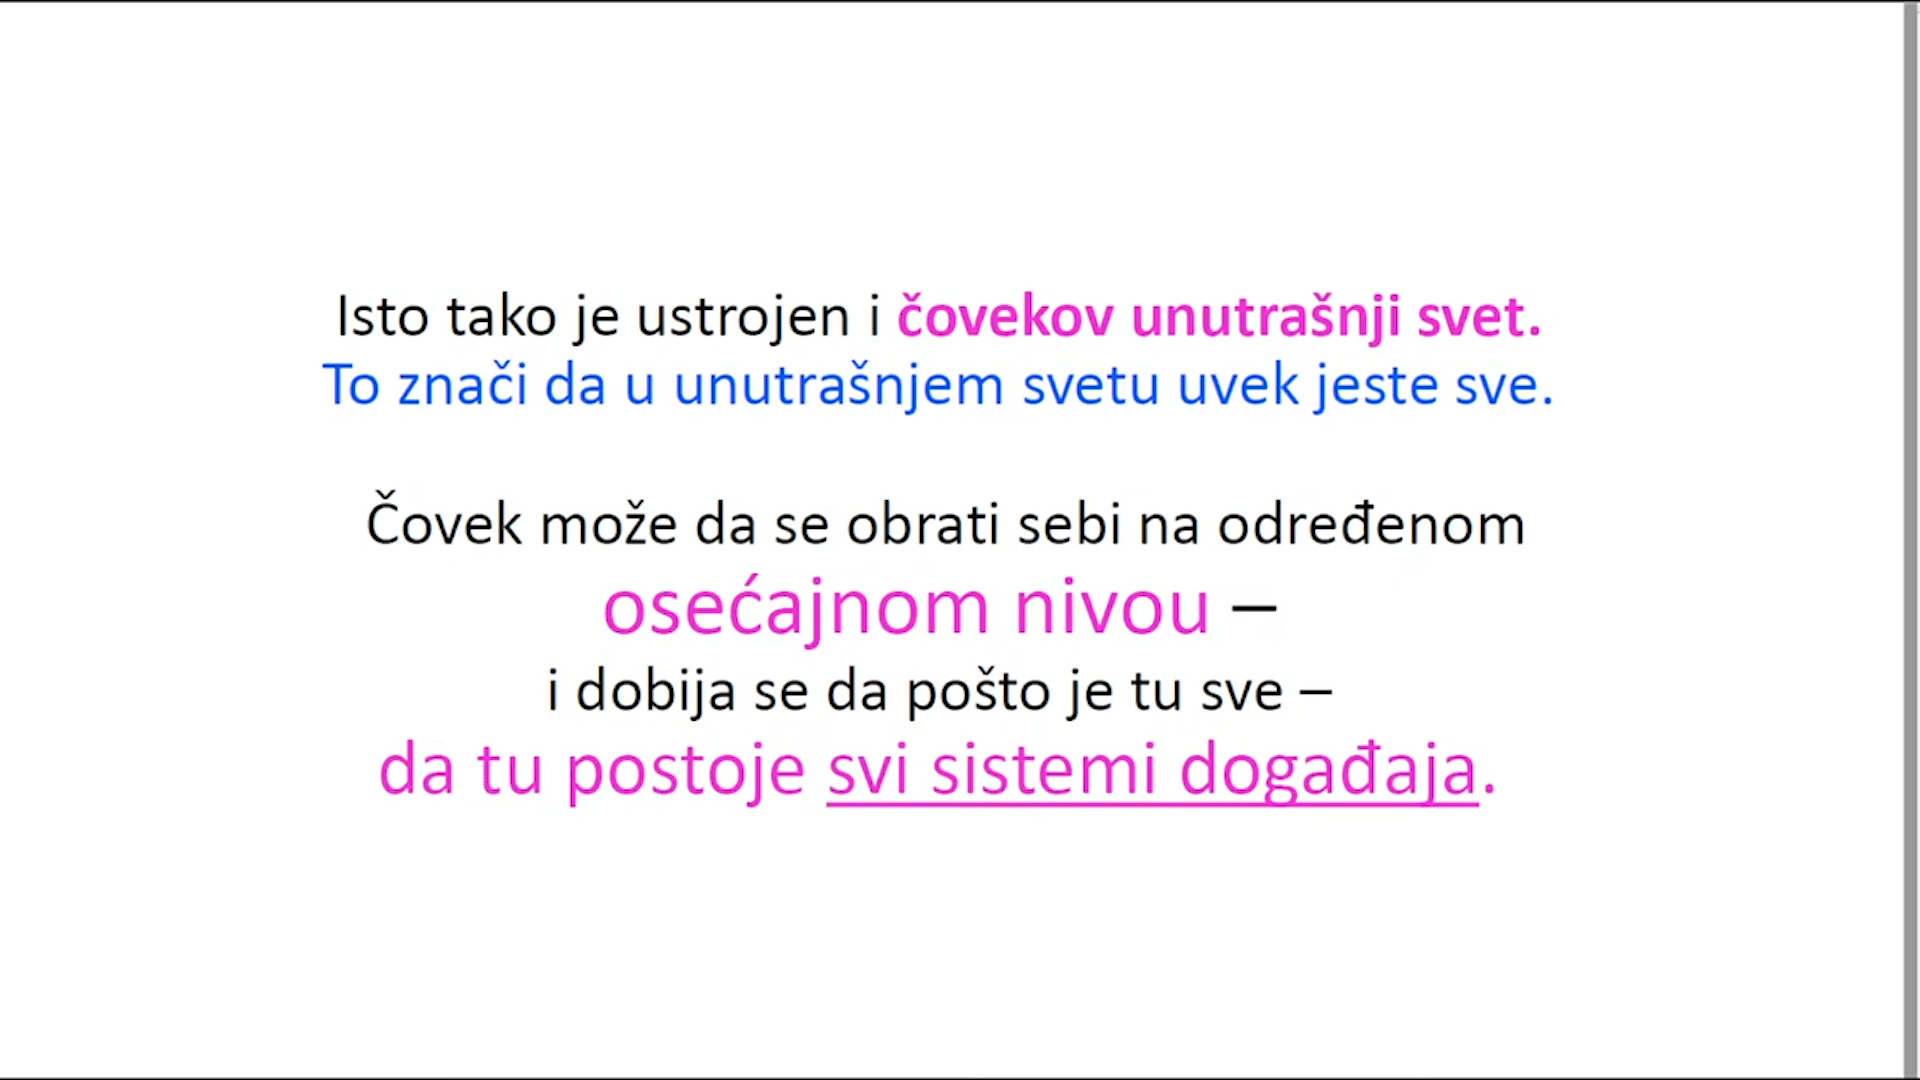 Isto tako je ustrojen i čovekov unutrašnji svet.
To znači da u unutrašnjem svetu uvek jeste sve.
Čovek može da se obrati sebi na određenom
osećajnom nivou –
i dobija se da pošto je tu sve –
da tu postoje svi sistemi događaja.